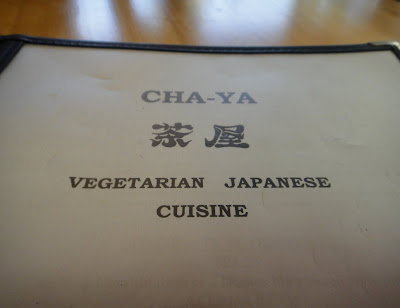 CHA-YA
茶屋
VEGETARIAN JAPANESE
CUISINE